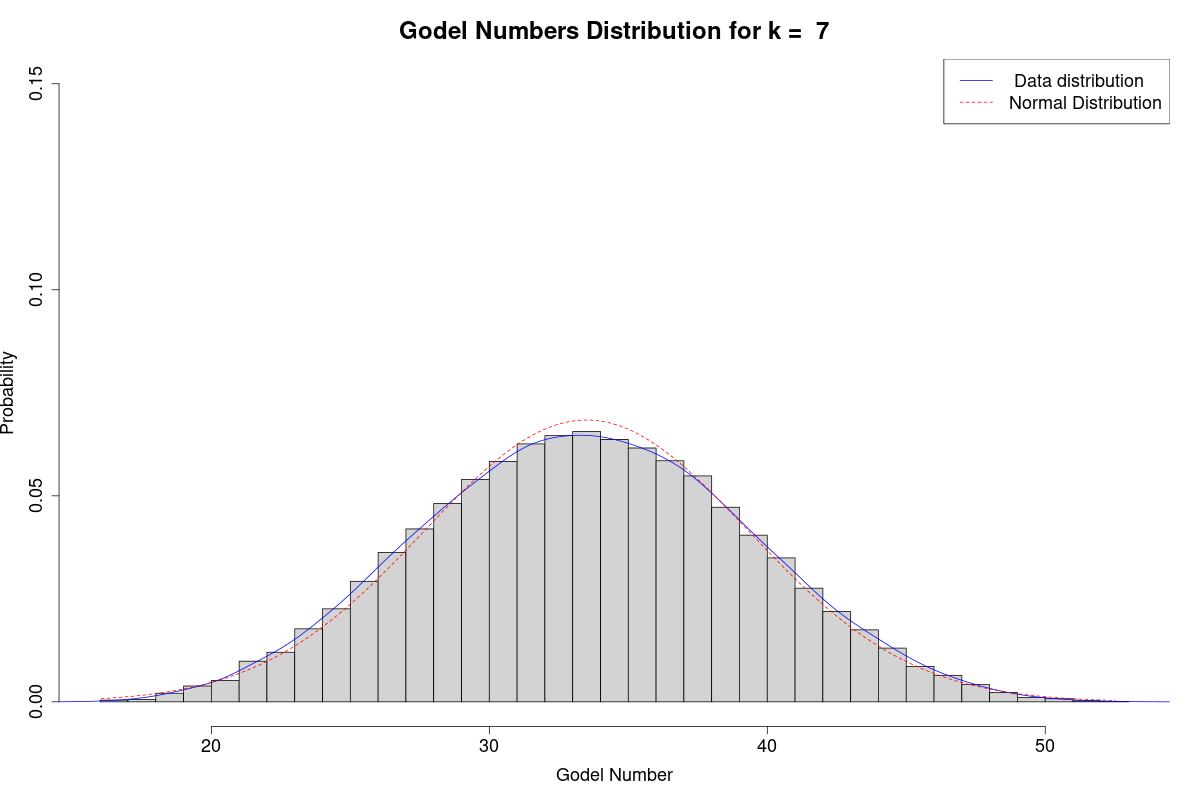 Godel Numbers Distribution for k =  7
Data distribution
Normal Distribution
Probability
0.15
0.10
0.05
0.00
20 30 40 50
Godel Number